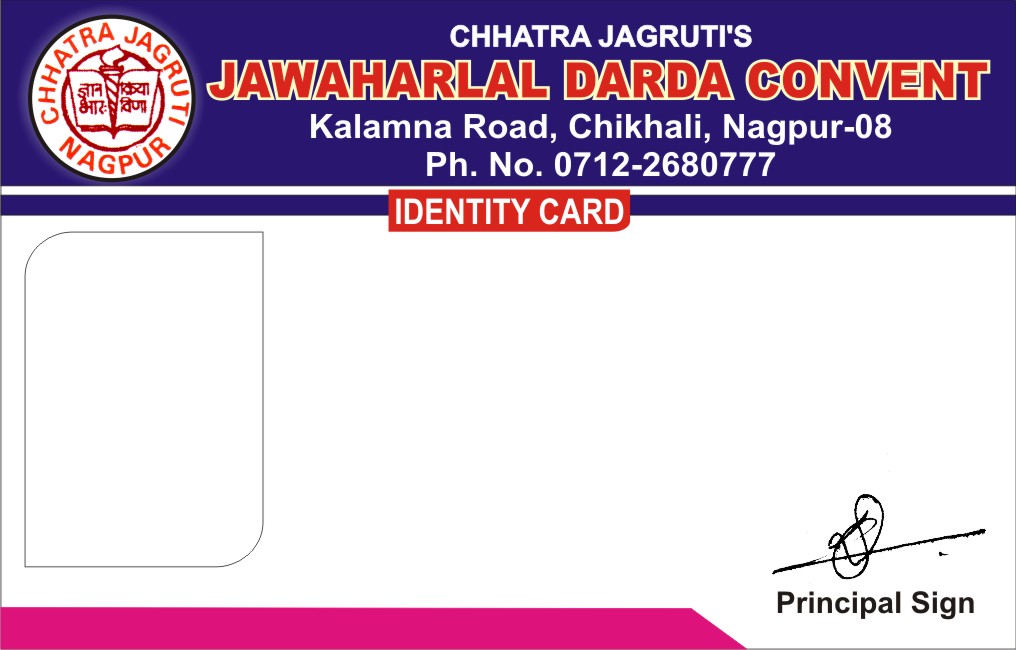 CHHATRA JAGRUTI'S
JAWAHARLAL DARDA CONVENT
Kalamna Road, Chikhali, Nagpur-08
Ph. No. 0712-2680777
CHHATRA JAGRUTI
ज्ञान क्रिया
भारः विणा
NAGPUR
IDENTITY CARD
Principal Sign